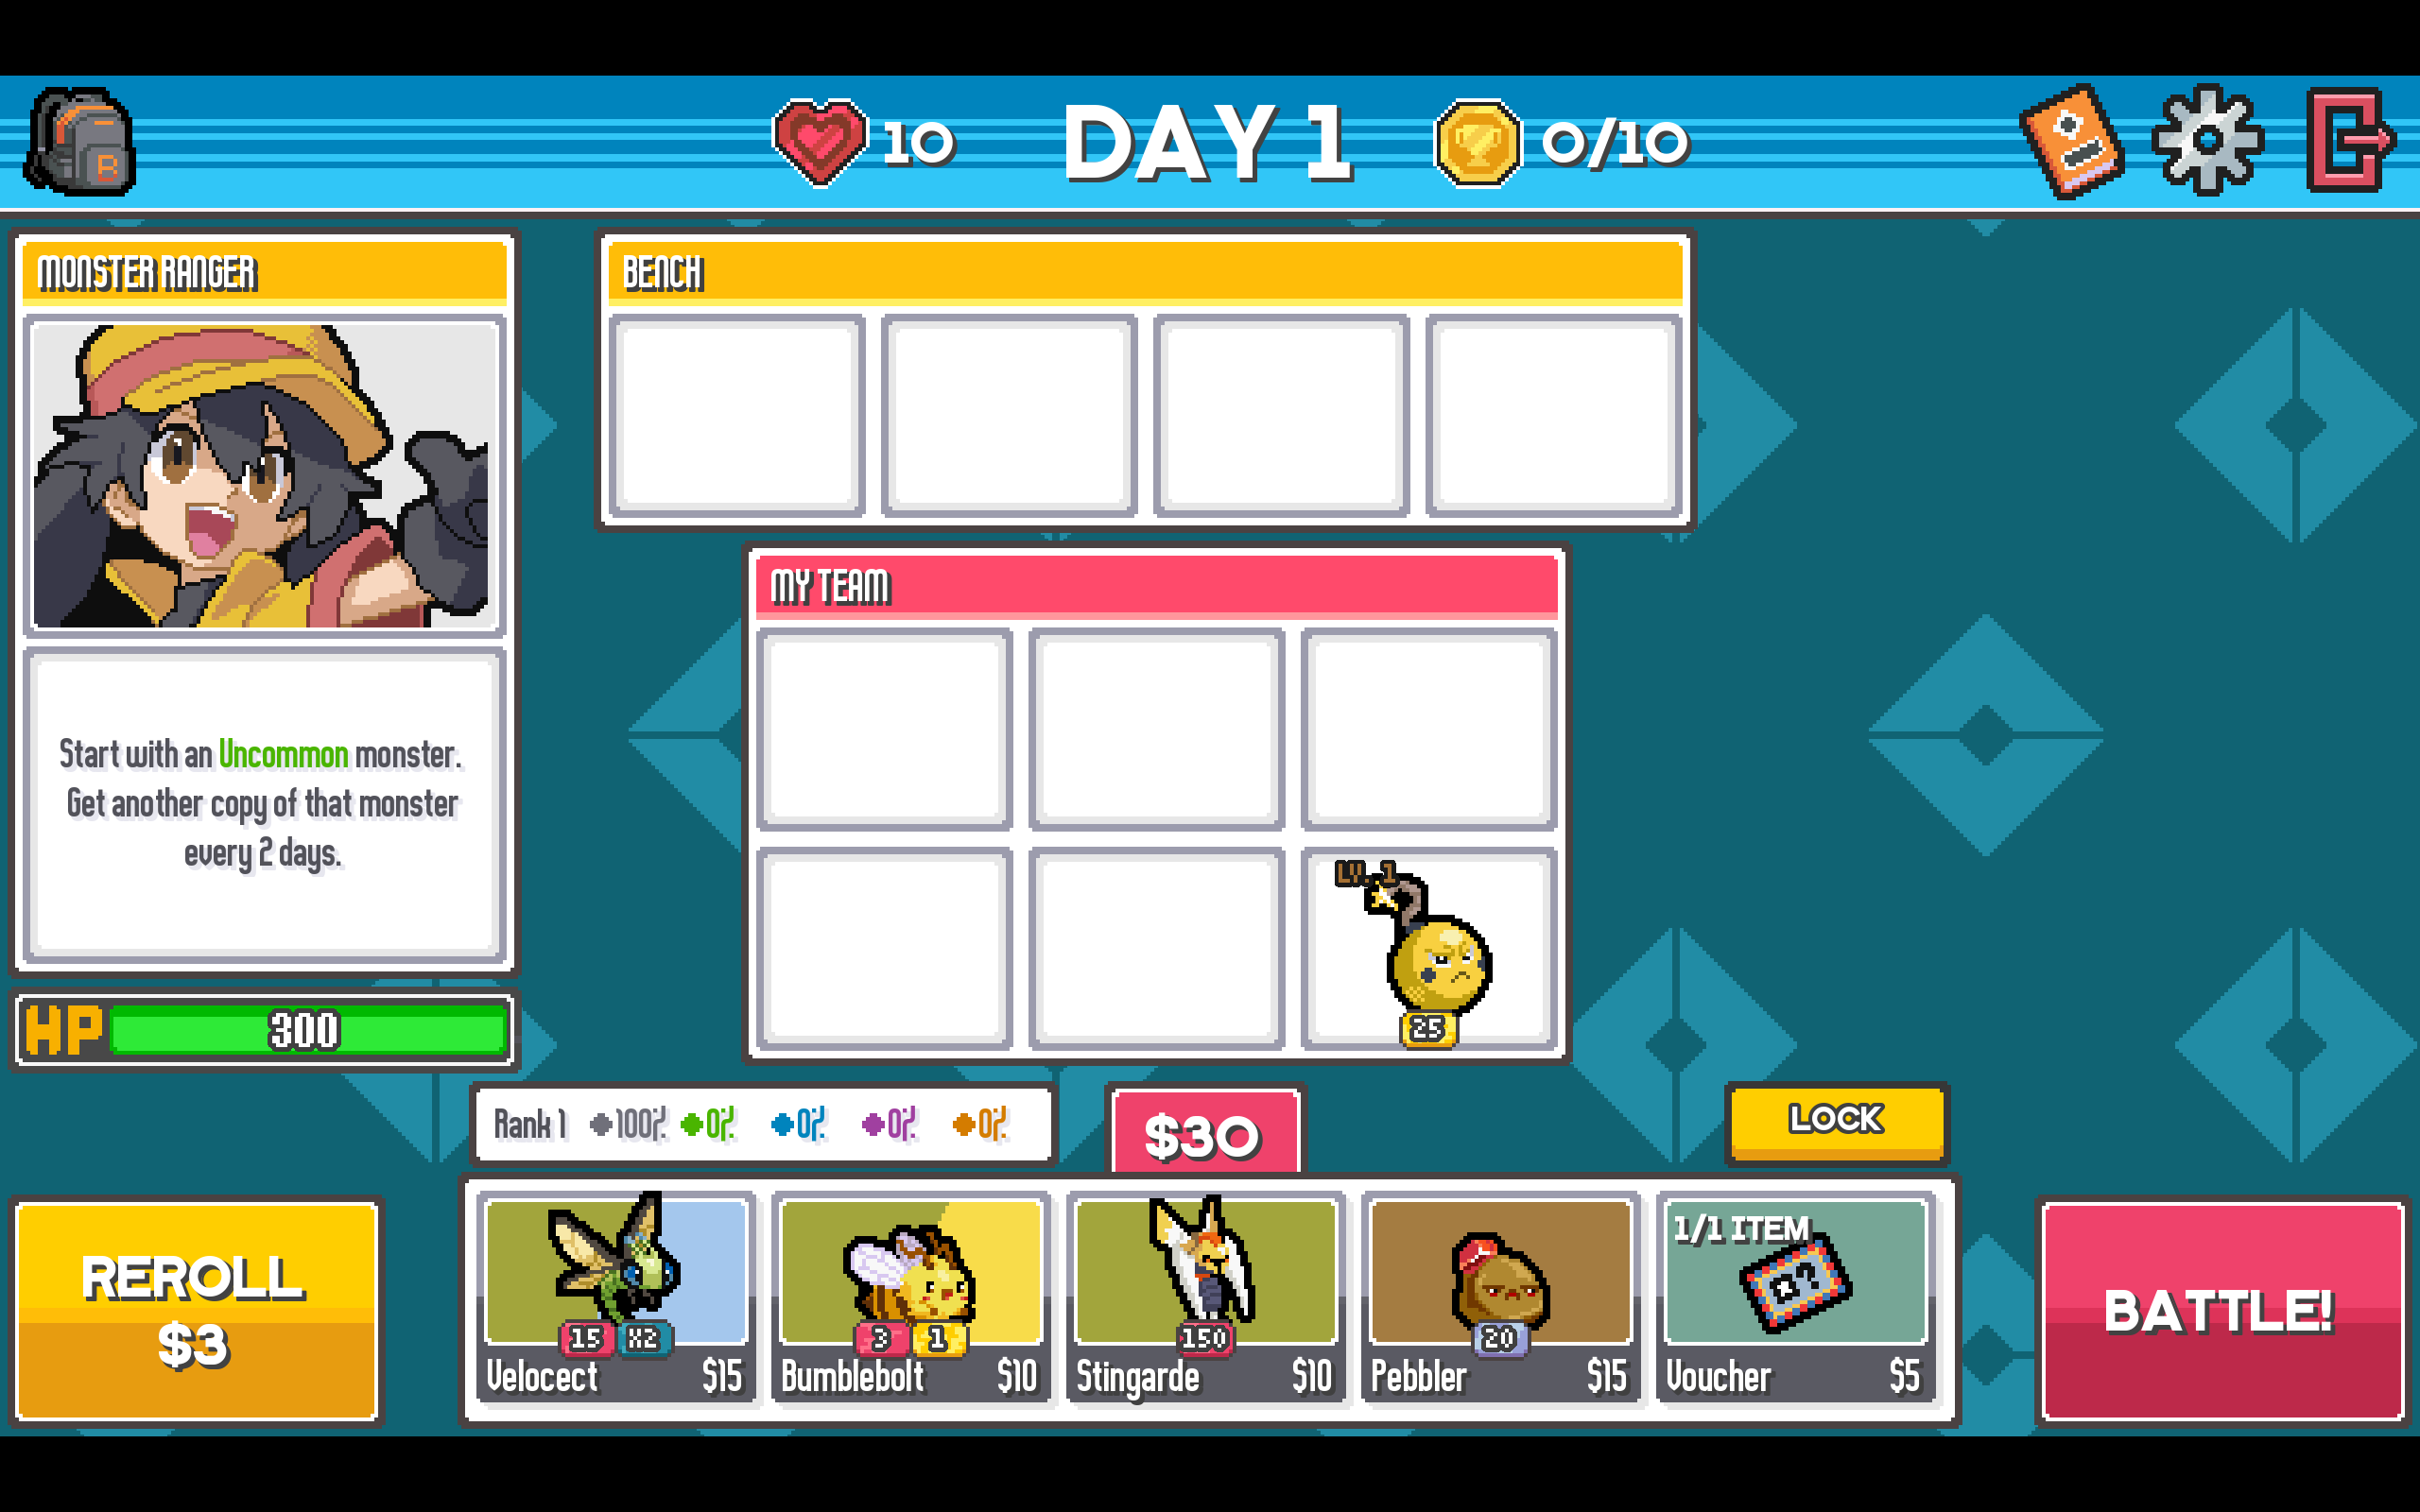 B
10
DAY 1
0/10
MONSTER RANGER
BENCH
MY TEAM
Start with an Uncommon monster.
Get another copy of that monster
every 2 days.
LV. 1
25
HP 300
Rank 1 100% 0% 0% 0% 0%
$30
LOCK
REROLL
$3
15 X2
Velocect $15
3 1
Bumblebolt $10
150
Stingarde $10
20
Pebbler $15
1/1 ITEM
?
Voucher $5
BATTLE!